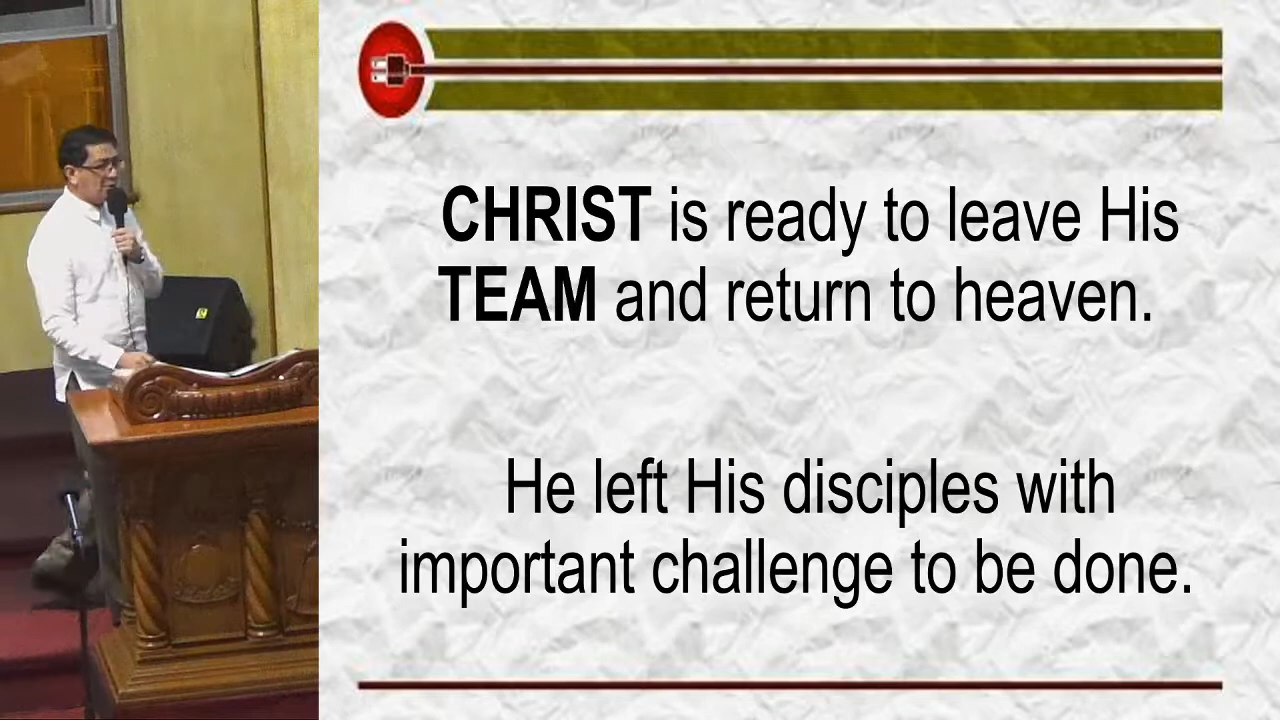 CHRIST is ready to leave His
TEAM and return to heaven.
He left His disciples with
important challenge to be done.